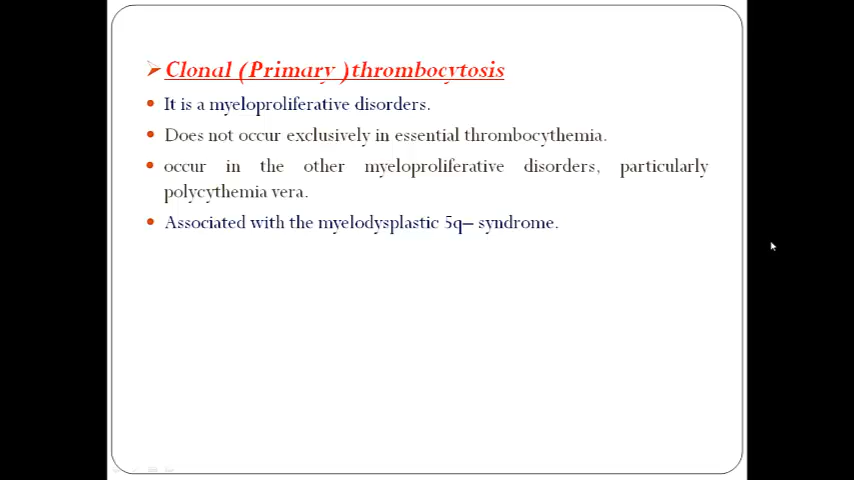 Clonal (Primary )thrombocytosis
It is a myeloproliferative disorders.
Does not occur exclusively in essential thrombocythemia.
occur in the other myeloproliferative disorders, particularly
polycythemia vera.
Associated with the myelodysplastic 5q– syndrome.